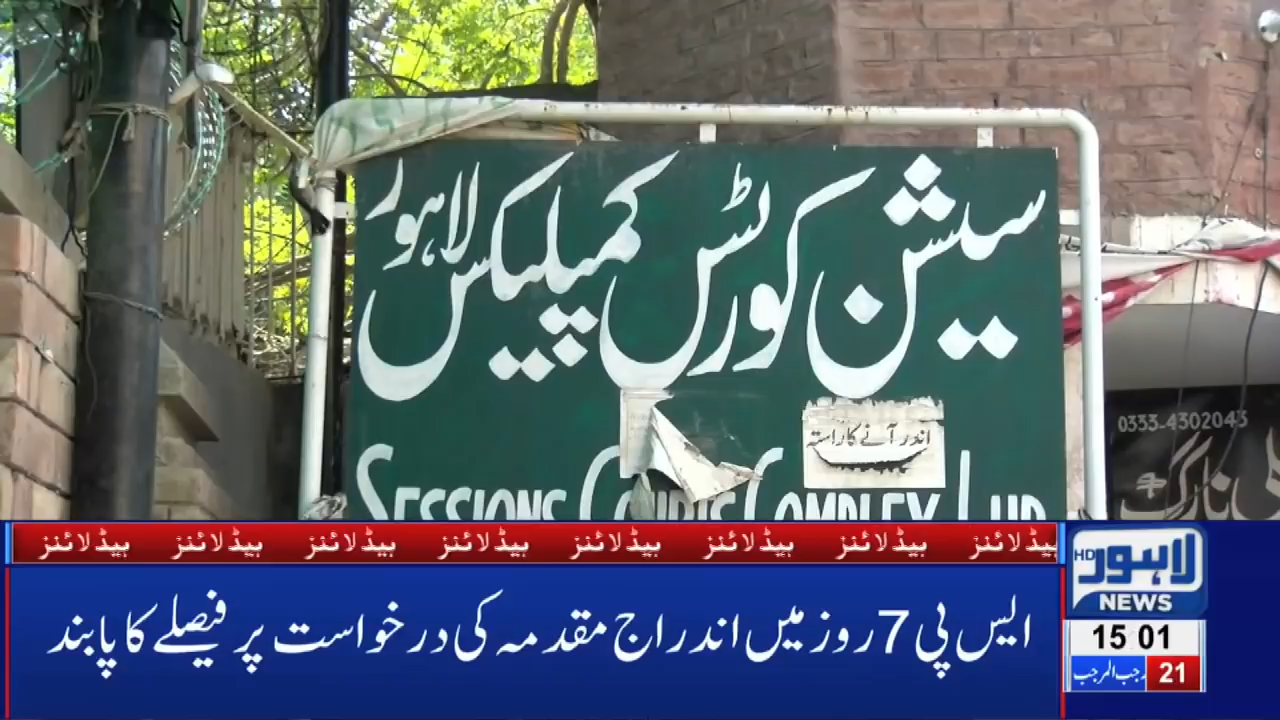 سیشن کورٹس کمپلیکس لاہور
اندر آنے کا راستہ
SESSIONS COURTS COMPLEX LHR
0333-4302043
ہیڈلائنز ہیڈلائنز ہیڈلائنز ہیڈلائنز ہیڈلائنز ہیڈلائنز ہیڈلائنز ہیڈلائنز
ایس پی 7 روز میں اندراج مقدمہ کی درخواست پر فیصلے کا پابند
لاہور HD
NEWS
15 01
21 رجب المرجب